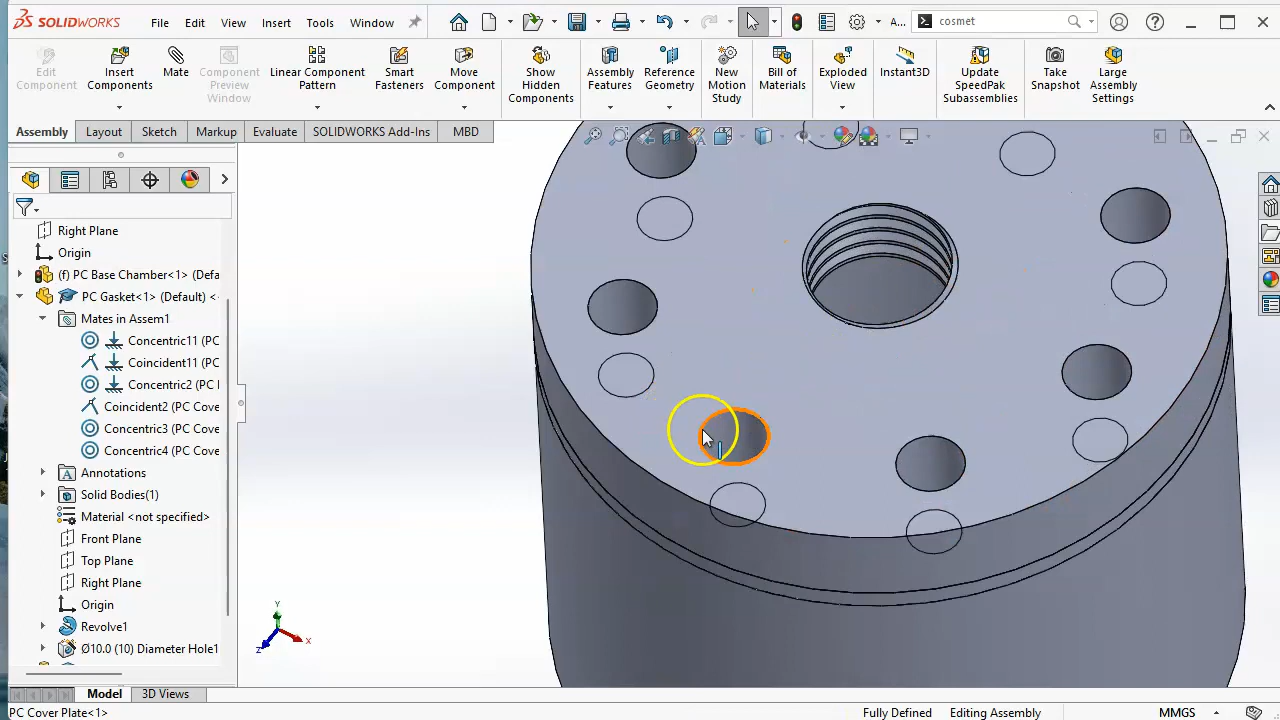 SOLIDWORKS File Edit View Insert Tools Window A... cosmet
Edit Component
Insert Components
Mate
Component Preview Window
Linear Component Pattern
Smart Fasteners
Move Component
Show Hidden Components
Assembly Features
Reference Geometry
New Motion Study
Bill of Materials
Exploded View
Instant3D
Update SpeedPak Subassemblies
Take Snapshot
Large Assembly Settings
Assembly Layout Sketch Markup Evaluate SOLIDWORKS Add-Ins MBD
Right Plane
Origin
(f) PC Base Chamber<1> (Defa
PC Gasket<1> (Default) <
Mates in Assem1
Concentric11 (PC
Coincident11 (PC
Concentric2 (PC
Coincident2 (PC Cove
Concentric3 (PC Cove
Concentric4 (PC Cove
Annotations
Solid Bodies(1)
Material <not specified>
Front Plane
Top Plane
Right Plane
Origin
Revolve1
Ø10.0 (10) Diameter Hole1
Y
X
Z
Model 3D Views
PC Cover Plate<1> Fully Defined Editing Assembly MMGS